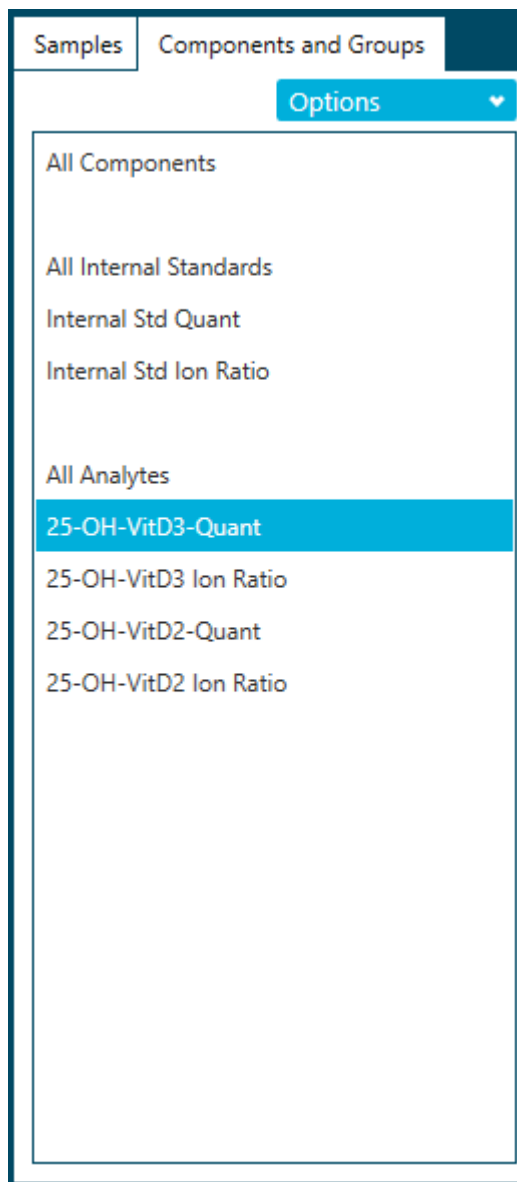 Samples
Components and Groups
Options
All Components
All Internal Standards
Internal Std Quant
Internal Std Ion Ratio
All Analytes
25-OH-VitD3-Quant
25-OH-VitD3 Ion Ratio
25-OH-VitD2-Quant
25-OH-VitD2 Ion Ratio